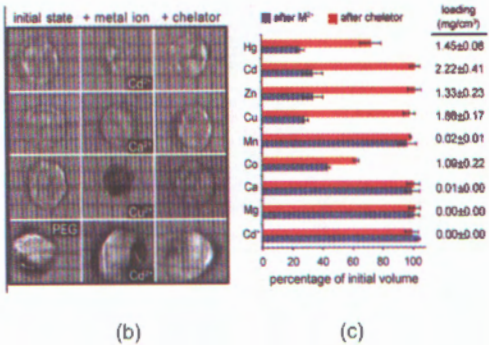 initial state + metal ion + chelator
Cd²⁺
Ca²⁺
Cu²⁺
PEG
Cd²⁺
(b)
after M²⁺ after chelator
loading
(mg/cm³)
Hg 1.45±0.06
Cd 2.22±0.41
Zn 1.33±0.23
Cu 1.86±0.17
Mn 0.02±0.01
Co 1.09±0.22
Ca 0.01±0.00
Mg 0.00±0.00
Cd* 0.00±0.00
0 20 40 60 80 100
percentage of initial volume
(c)